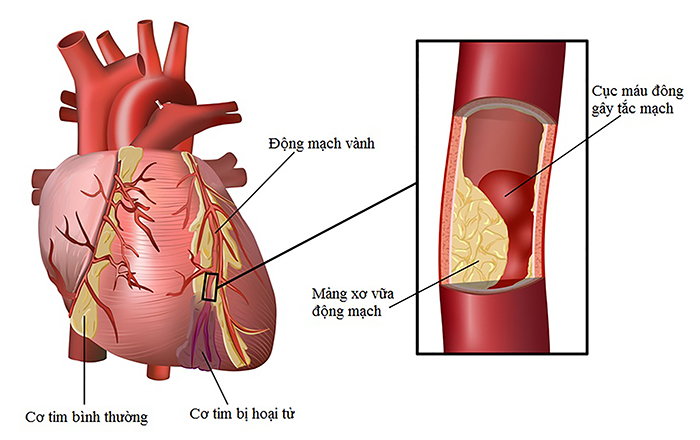 Cục máu đông
gây tắc mạch
Động mạch vành
Mảng xơ vữa
động mạch
Cơ tim bình thường
Cơ tim bị hoại tử